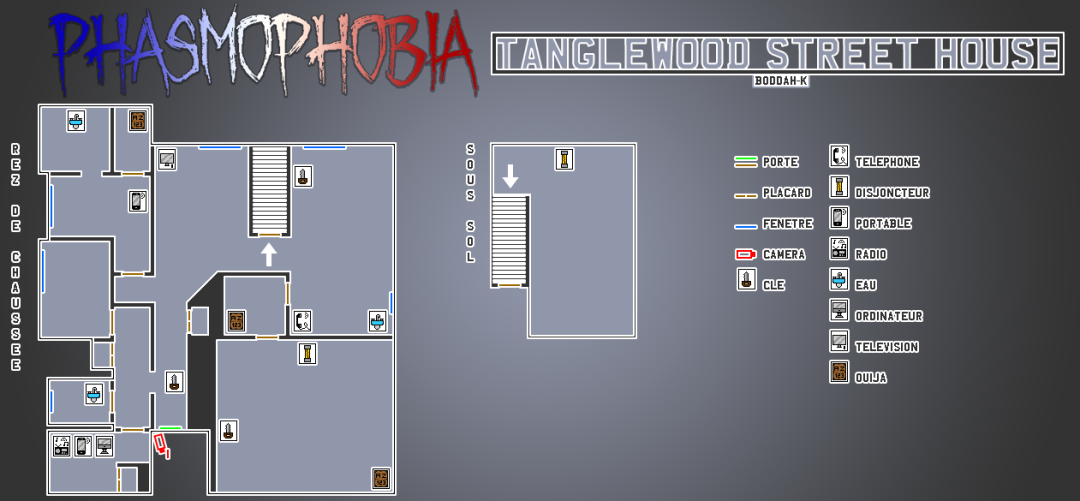 PHASMOPHOBIA
TANGLEWOOD STREET HOUSE
BODDAH-K
REZ DE CHAUSSEE
SOUS SOL
PORTE
PLACARD
FENETRE
CAMERA
CLE
TELEPHONE
DISJONCTEUR
PORTABLE
RADIO
EAU
ORDINATEUR
TELEVISION
OUIJA